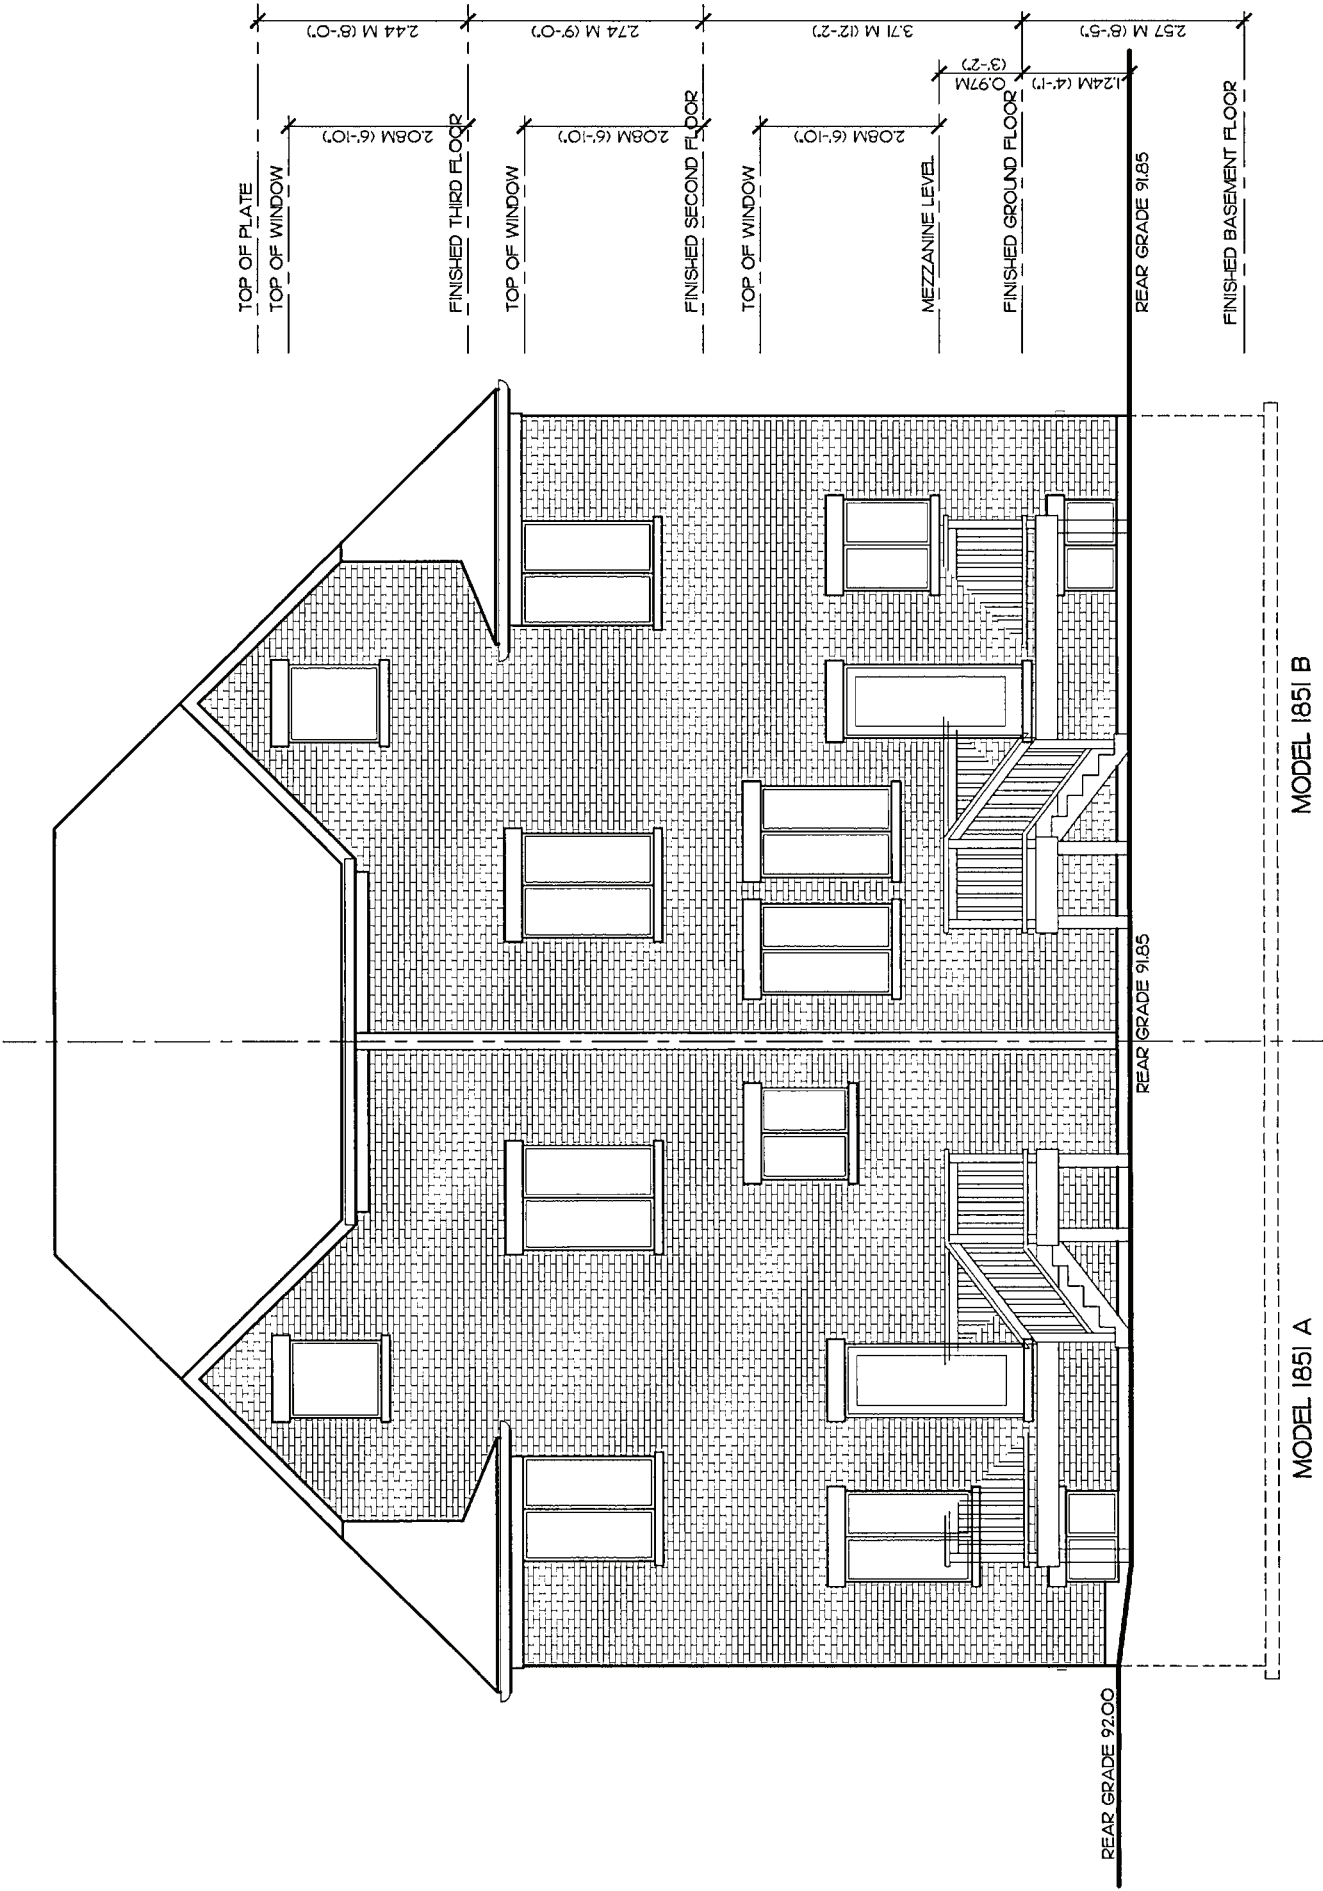 TOP OF PLATE
TOP OF WINDOW
FINISHED THIRD FLOOR
TOP OF WINDOW
FINISHED SECOND FLOOR
TOP OF WINDOW
MEZZANINE LEVEL
FINISHED GROUND FLOOR
REAR GRADE 91.85
FINISHED BASEMENT FLOOR
2.44 M (8'-0")
2.74 M (9'-0")
3.71 M (12'-2")
2.57 M (8'-5")
2.08M (6'-10")
2.08M (6'-10")
2.08M (6'-10")
0.97M
(3'-2")
1.24M (4'-1")
REAR GRADE 91.85
REAR GRADE 92.00
MODEL 1851 A
MODEL 1851 B